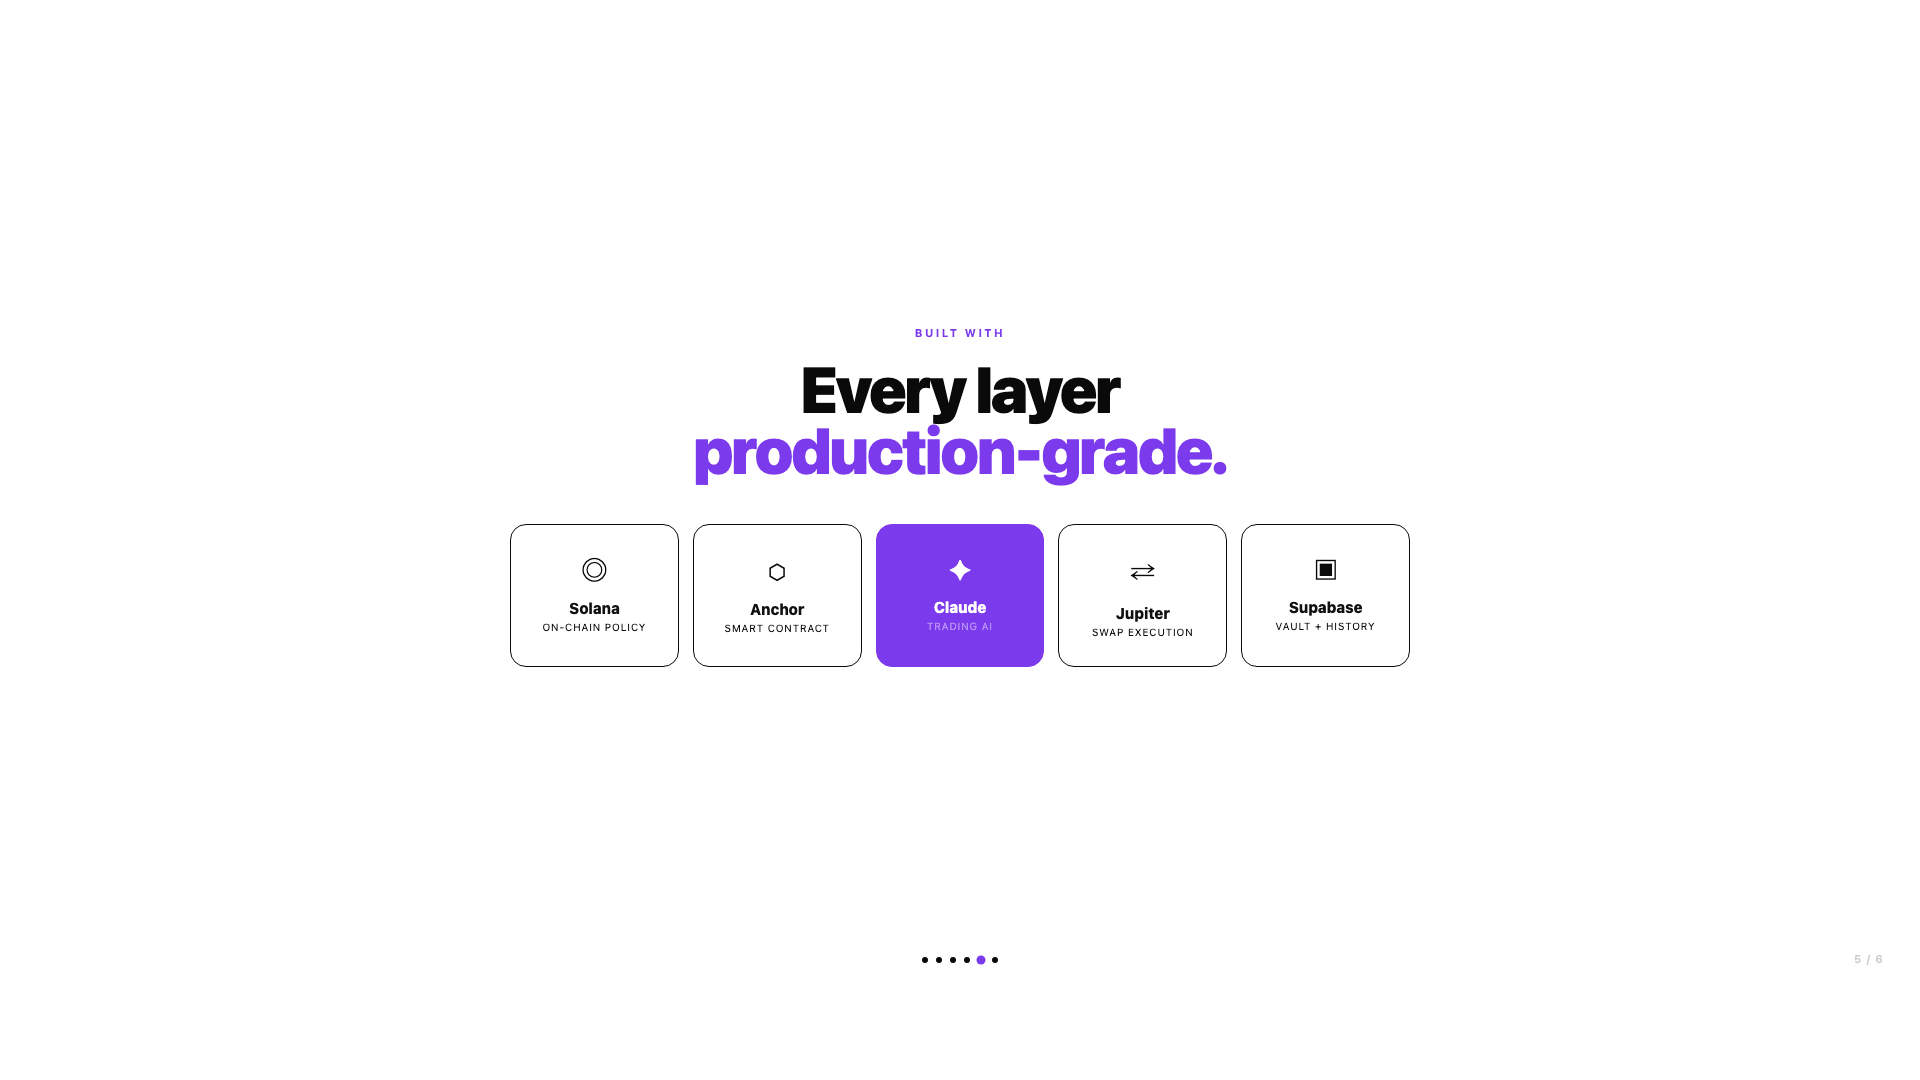 BUILT WITH
Every layer
production-grade.
Solana
ON-CHAIN POLICY
Anchor
SMART CONTRACT
Claude
TRADING AI
Jupiter
SWAP EXECUTION
Supabase
VAULT + HISTORY
5 / 6